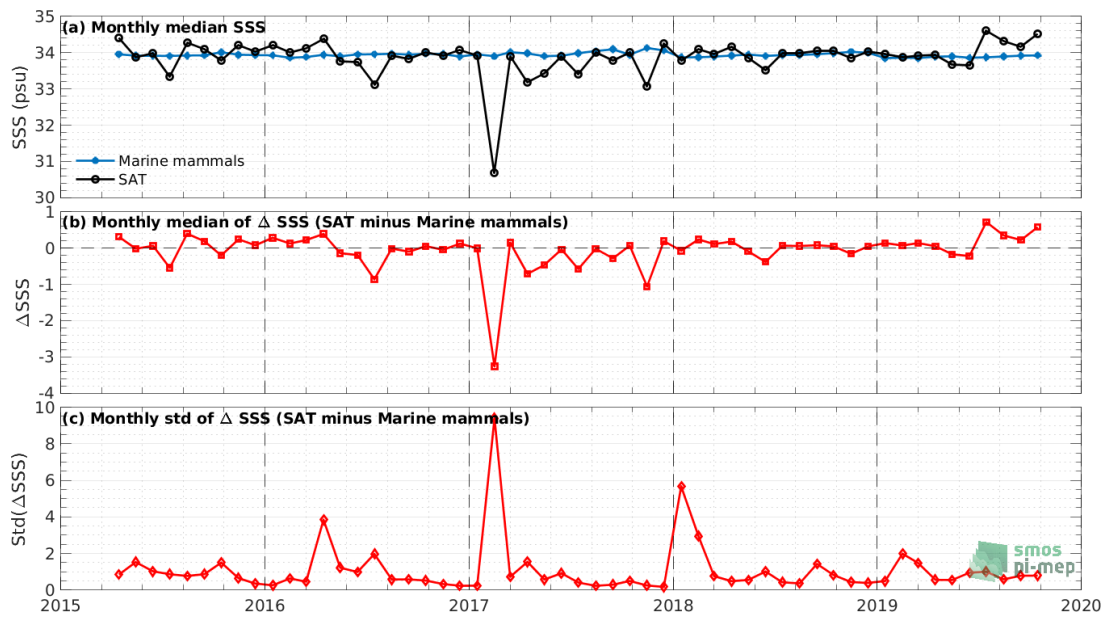 (a) Monthly median SSS
35
34
33
32
31
30
SSS (psu)
Marine mammals
SAT
(b) Monthly median of Δ SSS (SAT minus Marine mammals)
1
0
-1
-2
-3
-4
ΔSSS
(c) Monthly std of Δ SSS (SAT minus Marine mammals)
10
8
6
4
2
0
Std(ΔSSS)
smos
pi-mep
2015 2016 2017 2018 2019 2020